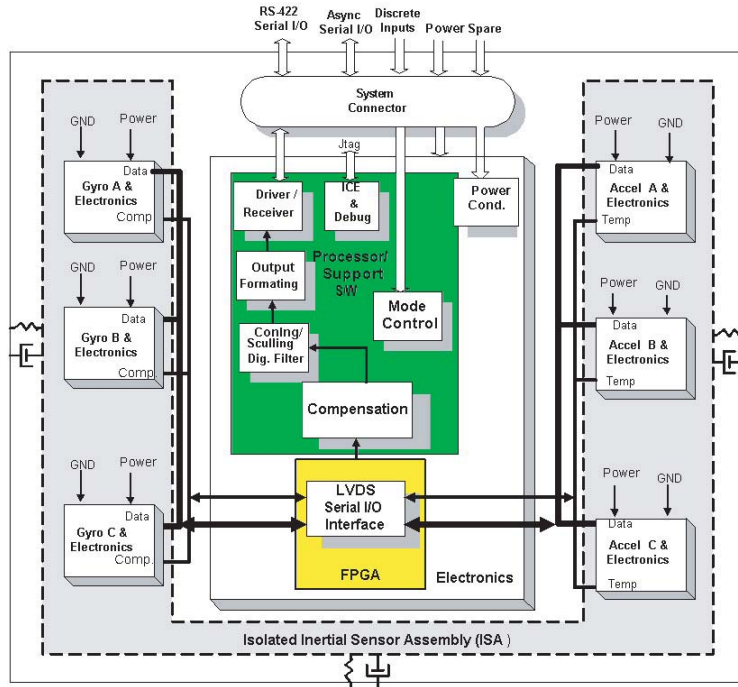 RS-422 Serial I/O
Async Serial I/O
Discrete Inputs
Power Spare
System Connector
GND
Power
Data
Gyro A & Electronics
Comp.
GND
Power
Data
Gyro B & Electronics
Comp.
GND
Power
Data
Gyro C & Electronics
Comp.
Jtag
Driver / Receiver
ICE & Debug
Power Cond.
Processor/ Support S/W
Output Formating
Mode Control
Coning/ Sculling Dig. Filter
Compensation
LVDS Serial I/O Interface
FPGA
Electronics
Power
GND
Data
Accel A & Electronics
Temp
Power
GND
Data
Accel B & Electronics
Temp
Power
GND
Data
Accel C & Electronics
Temp
Isolated Inertial Sensor Assembly (ISA )